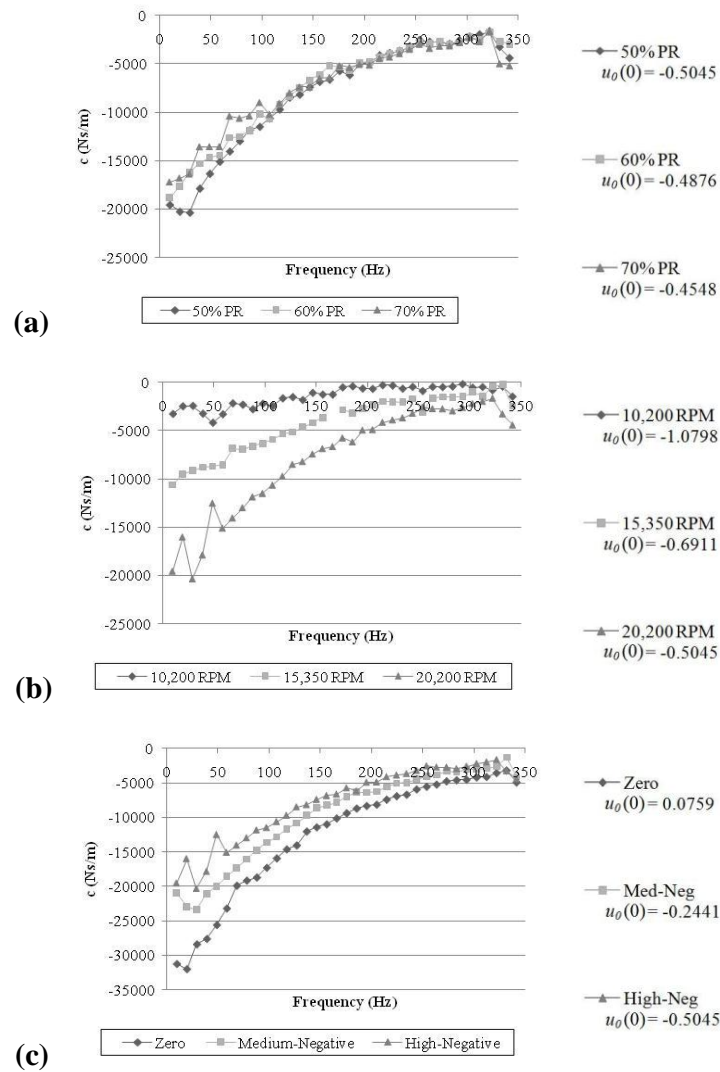 0
0 50 100 150 200 250 300 350
-5000
-10000
-15000
-20000
-25000
c (Ns/m)
Frequency (Hz)
50% PR 60% PR 70% PR
(a)
50% PR
u0(0) = -0.5045
60% PR
u0(0) = -0.4876
70% PR
u0(0) = -0.4548
0
0 50 100 150 200 250 300 350
-5000
-10000
-15000
-20000
-25000
c (Ns/m)
Frequency (Hz)
10,200 RPM 15,350 RPM 20,200 RPM
(b)
10,200 RPM
u0(0) = -1.0798
15,350 RPM
u0(0) = -0.6911
20,200 RPM
u0(0) = -0.5045
0
0 50 100 150 200 250 300 350
-5000
-10000
-15000
-20000
-25000
-30000
-35000
c (Ns/m)
Frequency (Hz)
Zero Medium-Negative High-Negative
(c)
Zero
u0(0) = 0.0759
Med-Neg
u0(0) = -0.2441
High-Neg
u0(0) = -0.5045